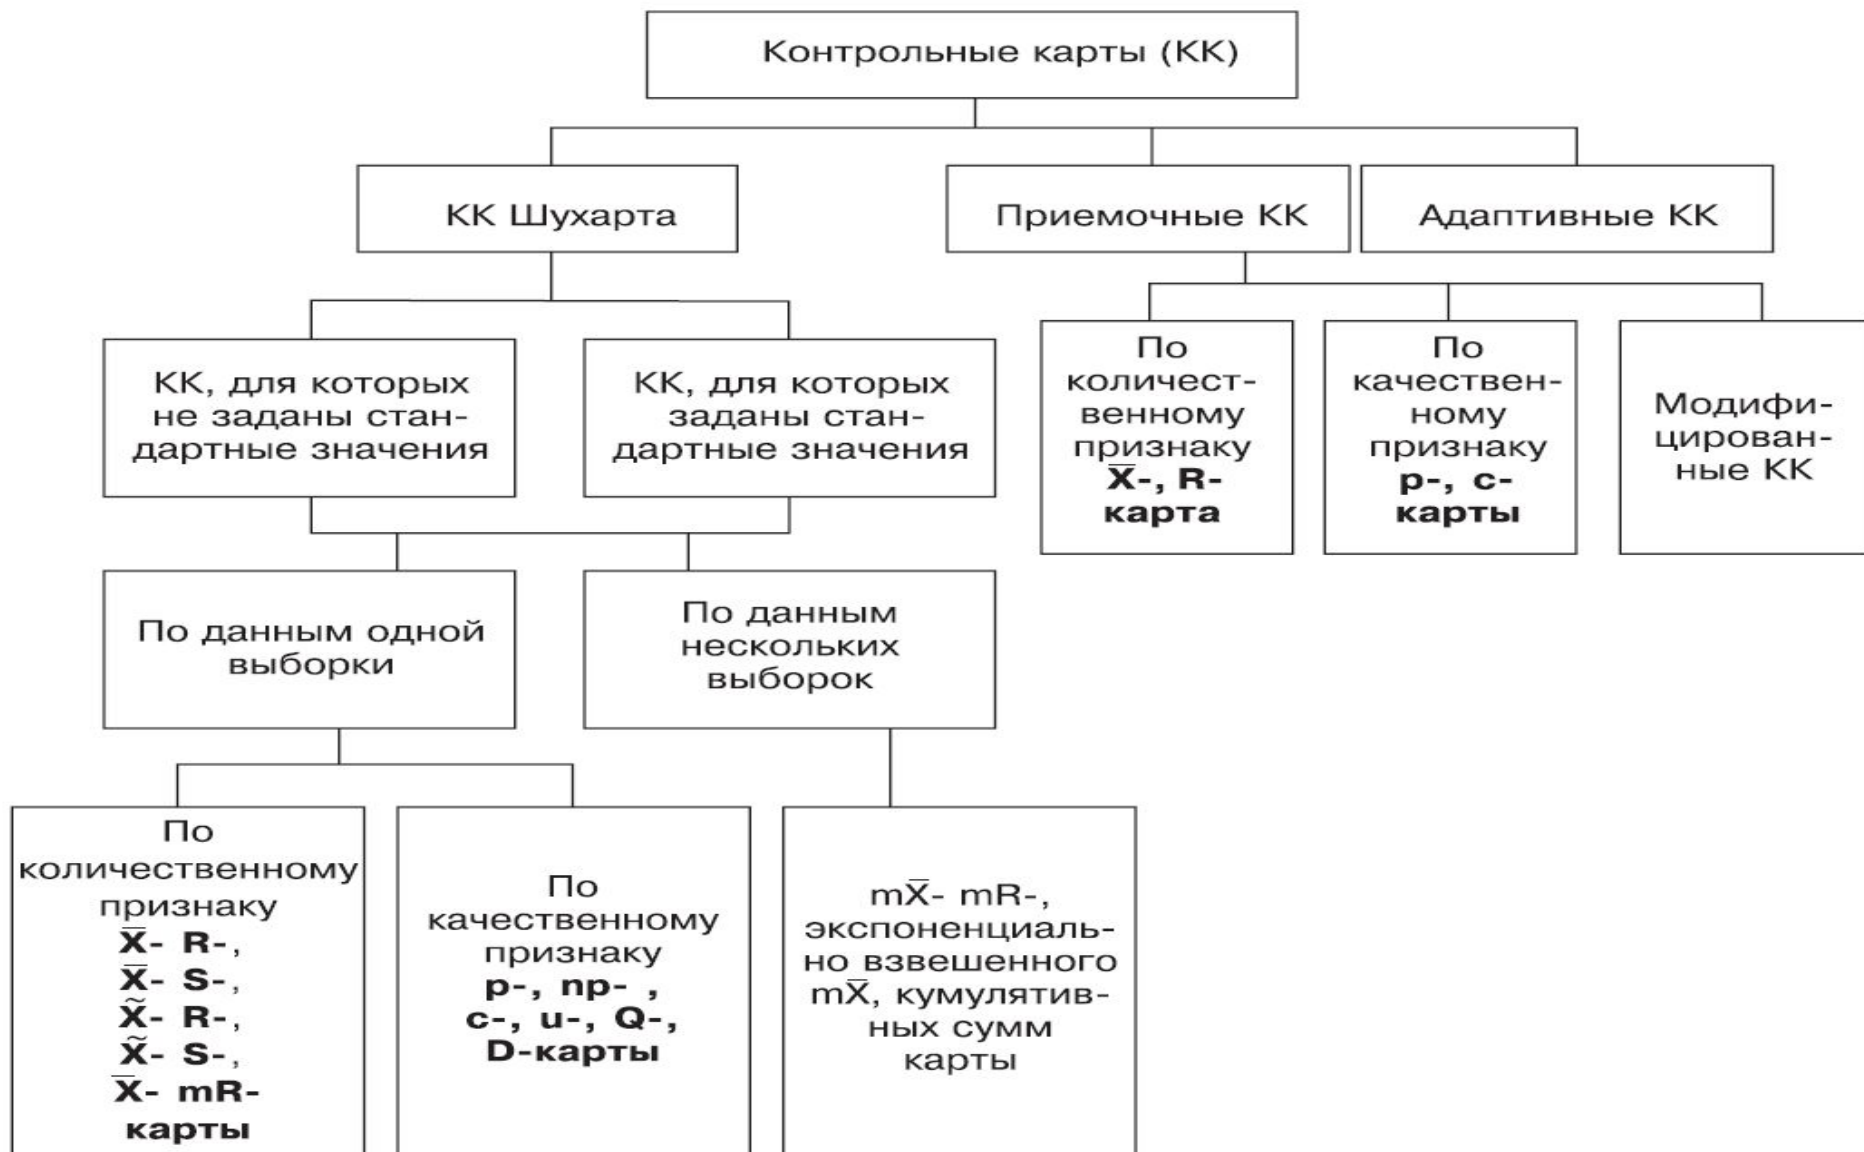 Контрольные карты (КК)
КК Шухарта
Приемочные КК
Адаптивные КК
КК, для которых
не заданы стан-
дартные значения
КК, для которых
заданы стан-
дартные значения
По
количест-
венному
признаку
X̅-, R-
карта
По
качествен-
ному
признаку
p-, c-
карты
Модифи-
цирован-
ные КК
По данным одной
выборки
По данным
нескольких
выборок
По
количественному
признаку
X̅- R-,
X̅- S-,
X̃- R-,
X̃- S-,
X̅- mR-
карты
По
качественному
признаку
p-, np- ,
c-, u-, Q-,
D-карты
mX̅- mR-,
экспоненциаль-
но взвешенного
mX̅, кумулятив-
ных сумм
карты